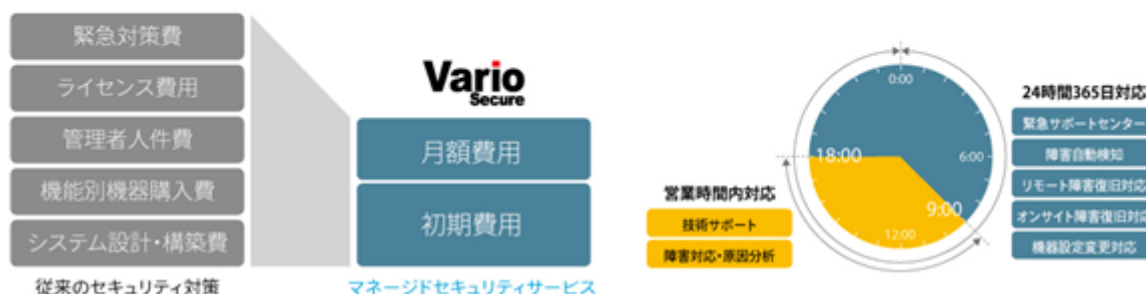 緊急対策費
ライセンス費用
管理者人件費
機能別機器購入費
システム設計・構築費
従来のセキュリティ対策
Vario
Secure
月額費用
初期費用
マネージドセキュリティサービス
営業時間内対応
技術サポート
障害対応・原因分析
0:00
6:00
9:00
12:00
18:00
24時間365日対応
緊急サポートセンター
障害自動検知
リモート障害復旧対応
オンサイト障害復旧対応
機器設定変更対応